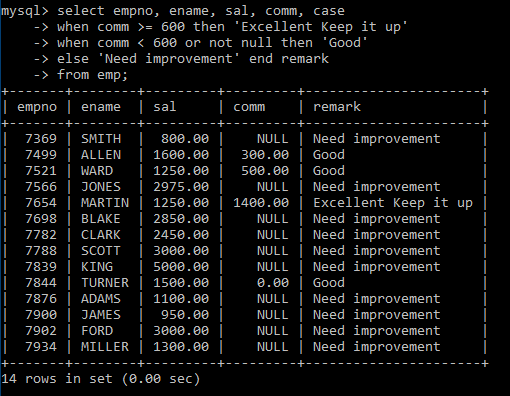 mysql> select empno, ename, sal, comm, case
    -> when comm >= 600 then 'Excellent Keep it up'
    -> when comm < 600 or not null then 'Good'
    -> else 'Need improvement' end remark
    -> from emp;
+-------+--------+---------+---------+----------------------+
| empno | ename  | sal     | comm    | remark               |
+-------+--------+---------+---------+----------------------+
|  7369 | SMITH  |  800.00 |    NULL | Need improvement     |
|  7499 | ALLEN  | 1600.00 |  300.00 | Good                 |
|  7521 | WARD   | 1250.00 |  500.00 | Good                 |
|  7566 | JONES  | 2975.00 |    NULL | Need improvement     |
|  7654 | MARTIN | 1250.00 | 1400.00 | Excellent Keep it up |
|  7698 | BLAKE  | 2850.00 |    NULL | Need improvement     |
|  7782 | CLARK  | 2450.00 |    NULL | Need improvement     |
|  7788 | SCOTT  | 3000.00 |    NULL | Need improvement     |
|  7839 | KING   | 5000.00 |    NULL | Need improvement     |
|  7844 | TURNER | 1500.00 |    0.00 | Good                 |
|  7876 | ADAMS  | 1100.00 |    NULL | Need improvement     |
|  7900 | JAMES  |  950.00 |    NULL | Need improvement     |
|  7902 | FORD   | 3000.00 |    NULL | Need improvement     |
|  7934 | MILLER | 1300.00 |    NULL | Need improvement     |
+-------+--------+---------+---------+----------------------+
14 rows in set (0.00 sec)